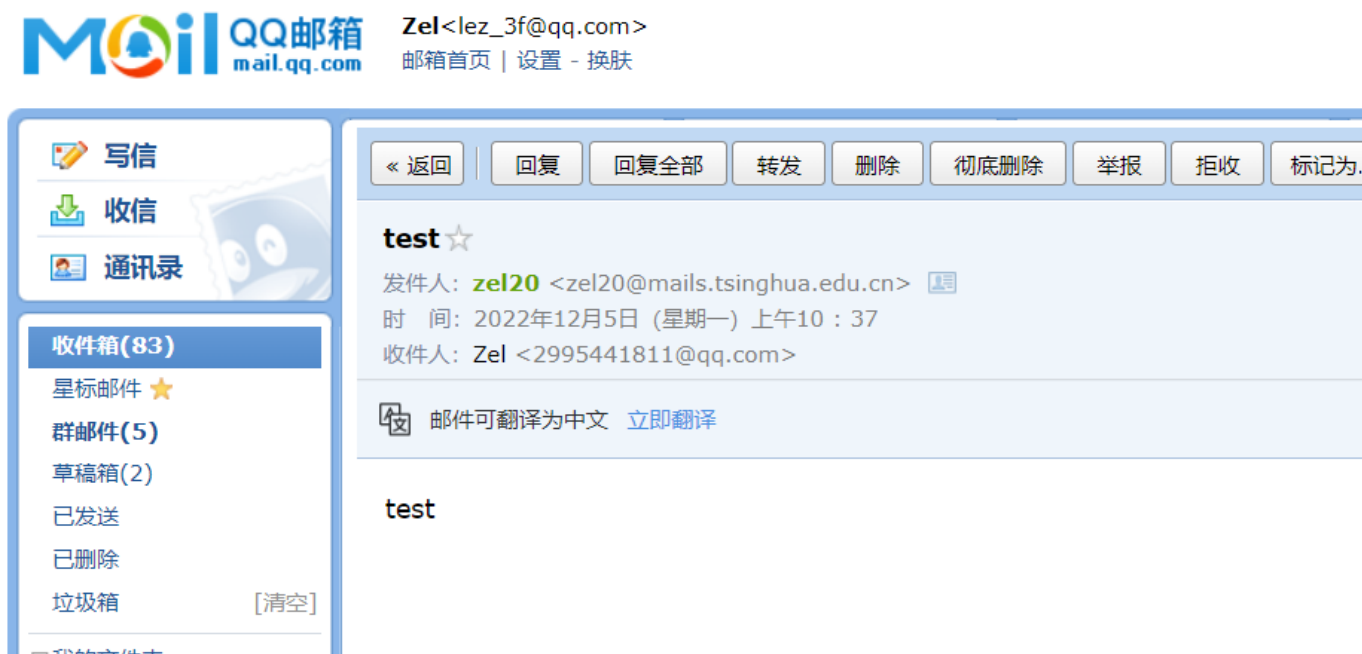 Mail QQ邮箱
mail.qq.com
Zel<lez_3f@qq.com>
邮箱首页 | 设置 - 换肤
写信
收信
通讯录
收件箱(83)
星标邮件
群邮件(5)
草稿箱(2)
已发送
已删除
垃圾箱 [清空]
我的文件夹
« 返回 回复 回复全部 转发 删除 彻底删除 举报 拒收 标记为.
test
发件人: zel20 <zel20@mails.tsinghua.edu.cn>
时 间: 2022年12月5日 (星期一) 上午10 : 37
收件人: Zel <2995441811@qq.com>
邮件可翻译为中文 立即翻译
test